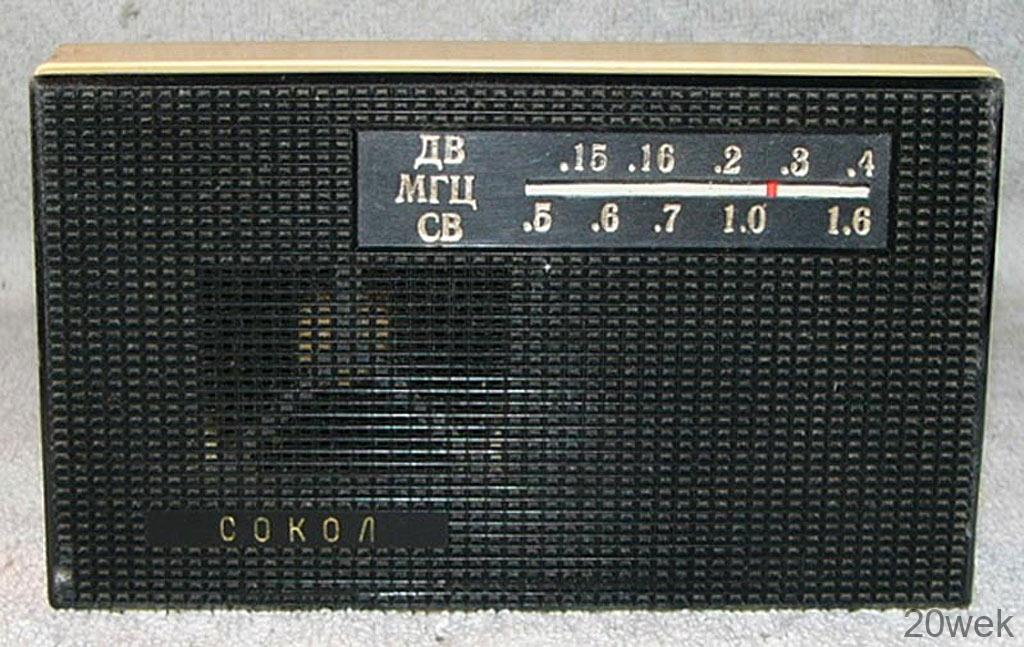 ДВ .15 .16 .2 .3 .4
МГЦ
СВ .5 .6 .7 1.0 1.6
СОКОЛ
20wek